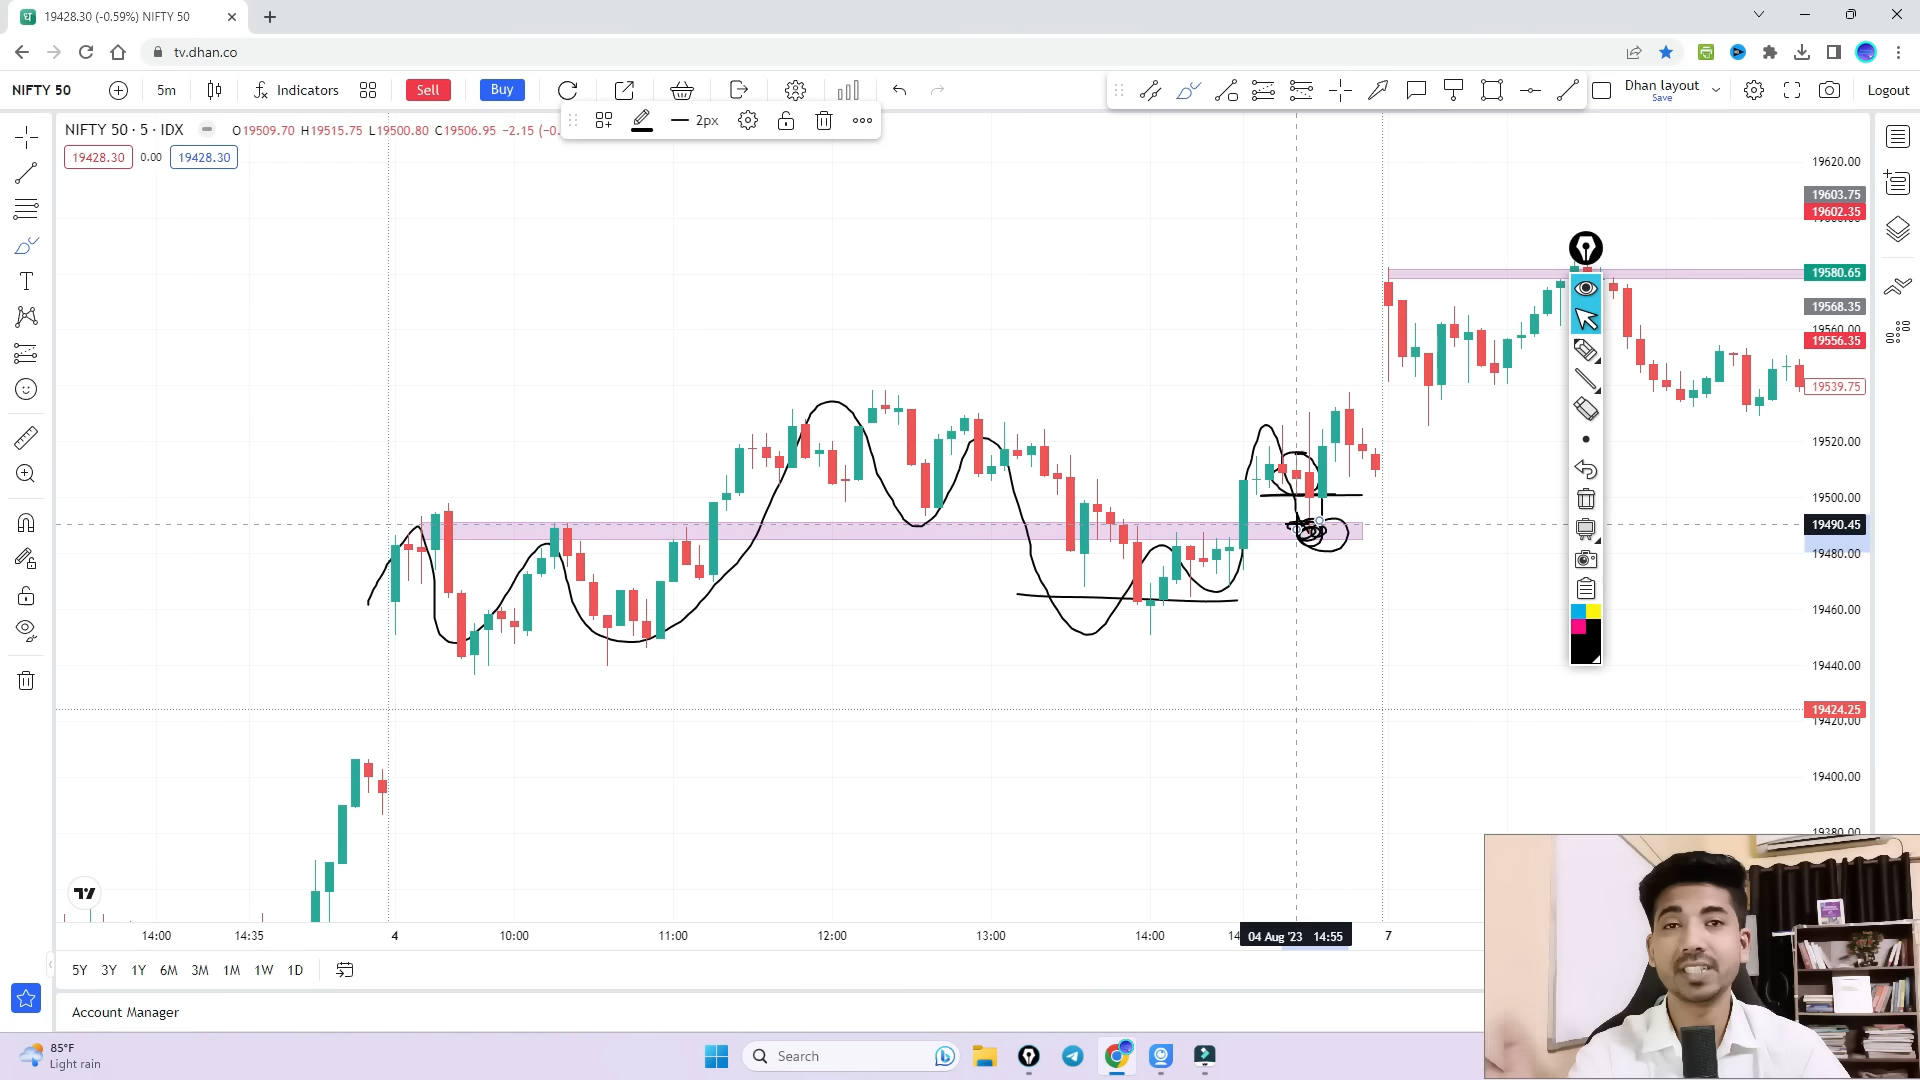 19428.30 (-0.59%) NIFTY 50
tv.dhan.co
NIFTY 50
5m
Indicators
Sell
Buy
Dhan layout
Save
Logout
2px
NIFTY 50 · 5 · IDX
O19509.70 H19515.75 L19500.80 C19506.95 −2.15 (−0.
19428.30
0.00
19428.30
19620.00
19603.75
19602.35
19580.65
19568.35
19560.00
19556.35
19539.75
19520.00
19500.00
19490.45
19480.00
19460.00
19440.00
19424.25
19420.00
19400.00
19380.00
14:00
14:35
4
10:00
11:00
12:00
13:00
14:00
14
04 Aug '23 14:55
7
5Y 3Y 1Y 6M 3M 1M 1W 1D
Account Manager
85°F
Light rain
Search